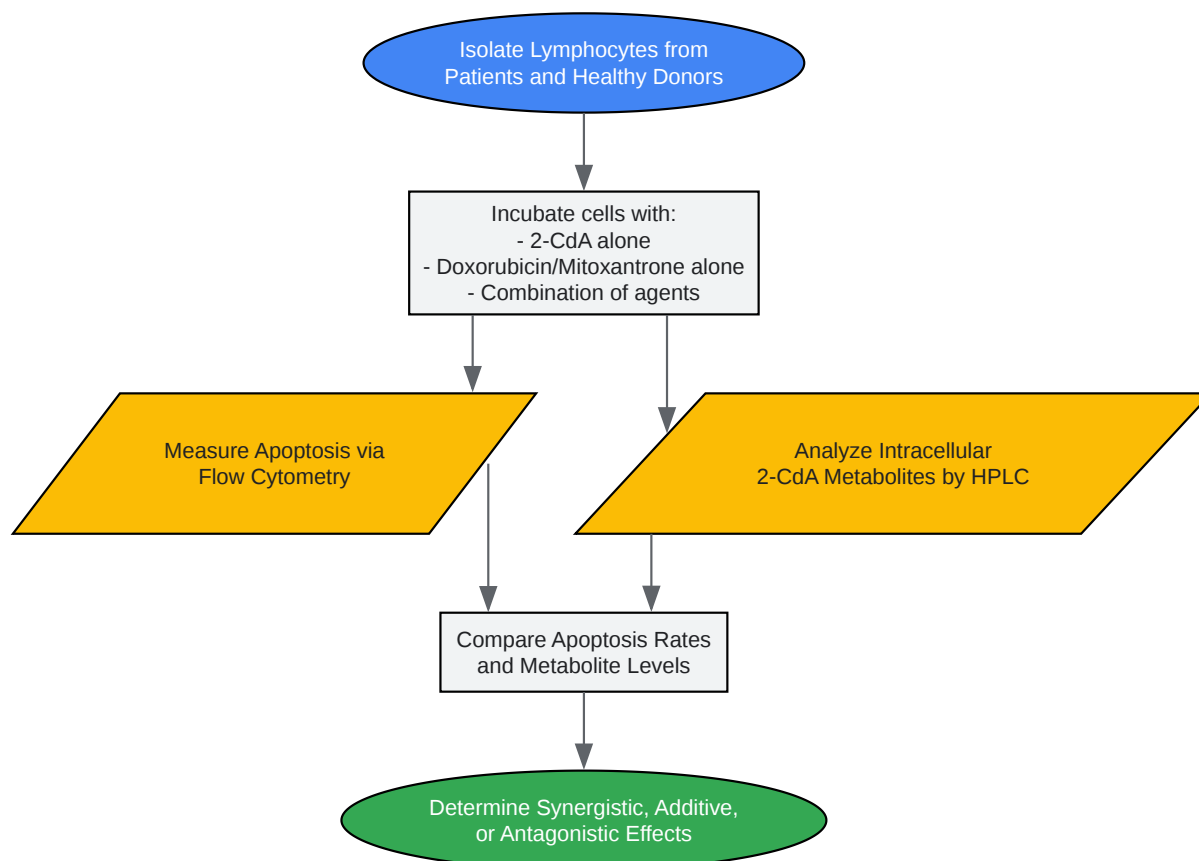 Isolate Lymphocytes from
Patients and Healthy Donors
Incubate cells with:
- 2-CdA alone
- Doxorubicin/Mitoxantrone alone
- Combination of agents
Measure Apoptosis via
Flow Cytometry
Analyze Intracellular
2-CdA Metabolites by HPLC
Compare Apoptosis Rates
and Metabolite Levels
Determine Synergistic, Additive,
or Antagonistic Effects